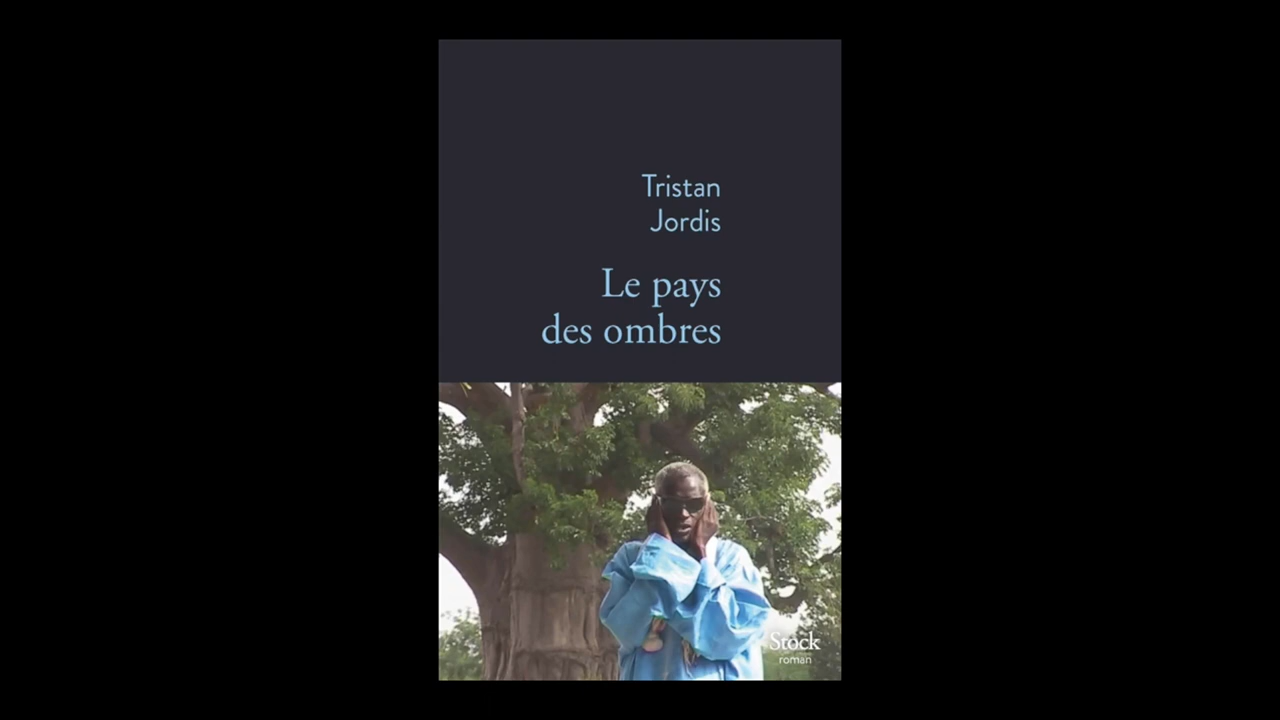 Tristan
Jordis
Le pays
des ombres
Stock
roman